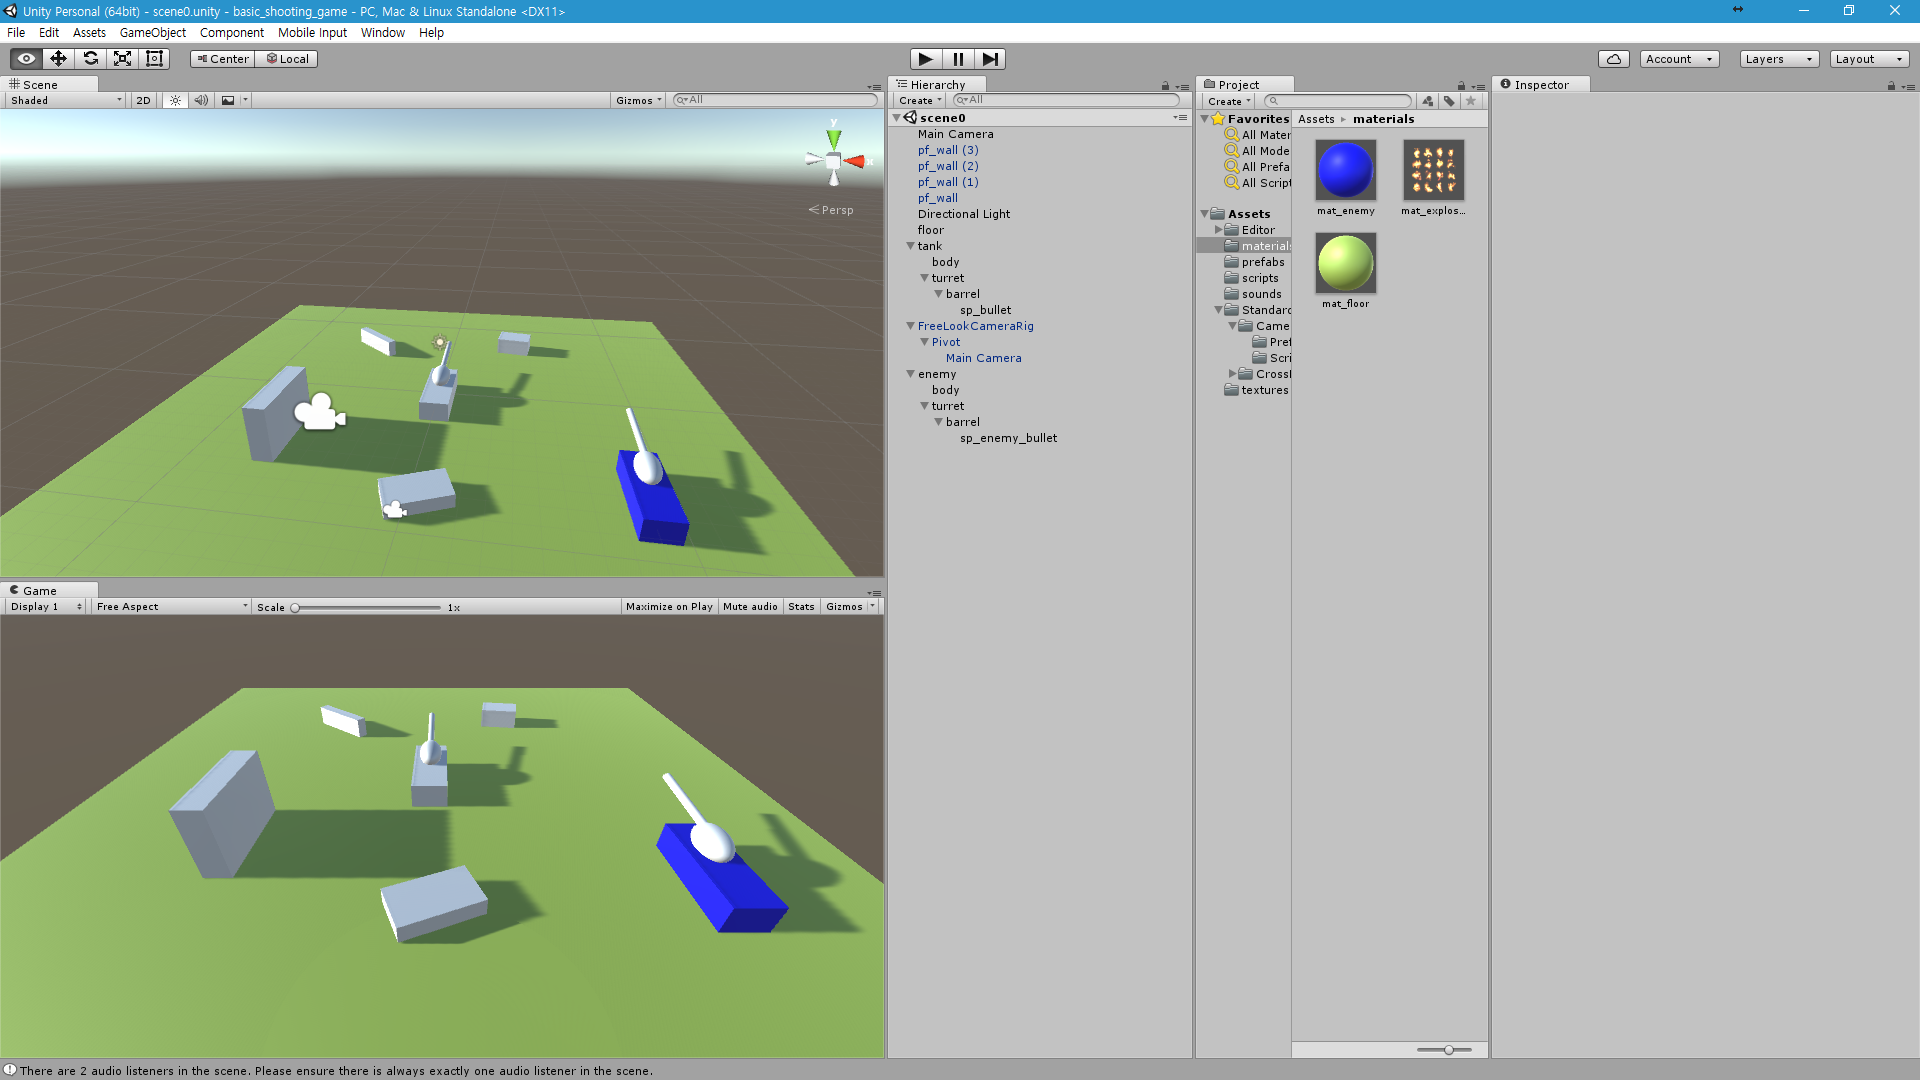 Unity Personal (64bit) - scene0.unity - basic_shooting_game - PC, Mac & Linux Standalone <DX11>
File Edit Assets GameObject Component Mobile Input Window Help
Center Local
Account Layers Layout
Scene
Shaded 2D Gizmos All
y
x
Persp
Game
Display 1 Free Aspect Scale 1x Maximize on Play Mute audio Stats Gizmos
Hierarchy
Create All
scene0
Main Camera
pf_wall (3)
pf_wall (2)
pf_wall (1)
pf_wall
Directional Light
floor
tank
body
turret
barrel
sp_bullet
FreeLookCameraRig
Pivot
Main Camera
enemy
body
turret
barrel
sp_enemy_bullet
Project
Create
Favorites
All Mater
All Mode
All Prefa
All Script
Assets
Editor
materials
prefabs
scripts
sounds
Standard
Came
Pref
Scri
Cross
textures
Assets materials
mat_enemy
mat_explos...
mat_floor
Inspector
There are 2 audio listeners in the scene. Please ensure there is always exactly one audio listener in the scene.